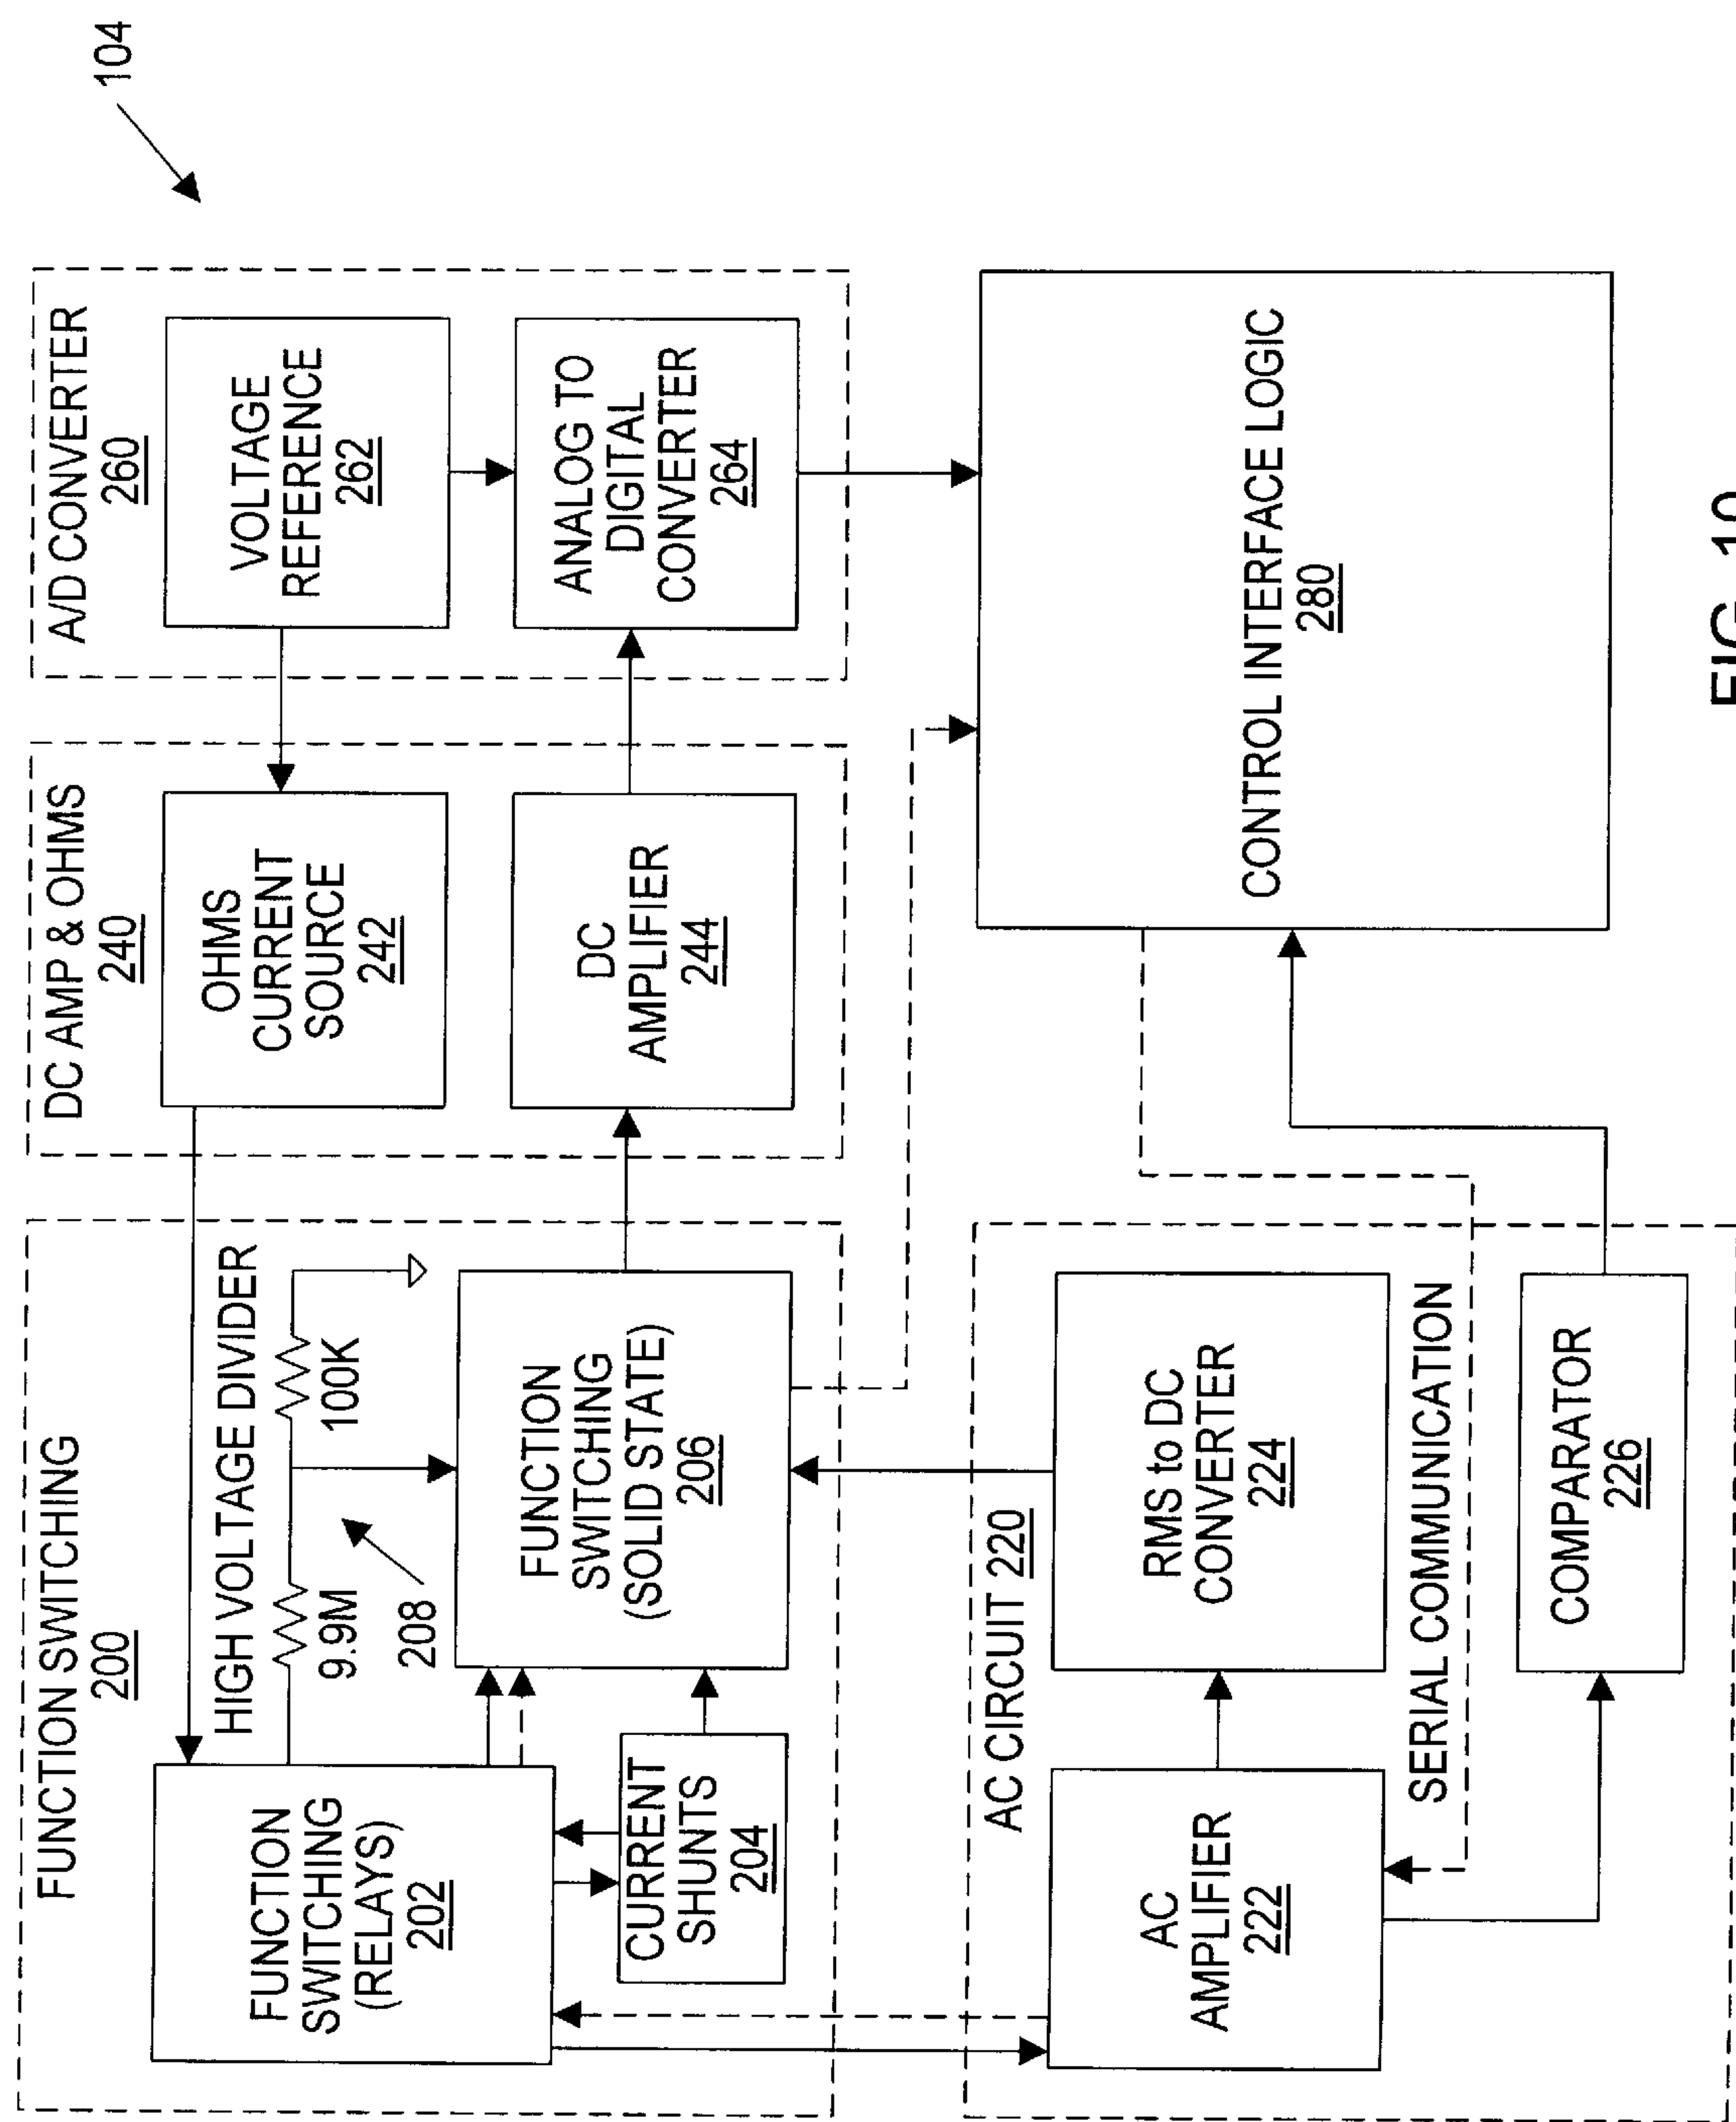 104
FUNCTION SWITCHING
200
FUNCTION
SWITCHING
(RELAYS)
202
HIGH VOLTAGE DIVIDER
9.9M
100K
208
CURRENT
SHUNTS
204
FUNCTION
SWITCHING
(SOLID STATE)
206
DC AMP & OHMS
240
OHMS
CURRENT
SOURCE
242
DC
AMPLIFIER
244
A/D CONVERTER
260
VOLTAGE
REFERENCE
262
ANALOG TO
DIGITAL
CONVERTER
264
AC CIRCUIT 220
AC
AMPLIFIER
222
RMS to DC
CONVERTER
224
SERIAL COMMUNICATION
COMPARATOR
226
CONTROL INTERFACE LOGIC
280
FIG.